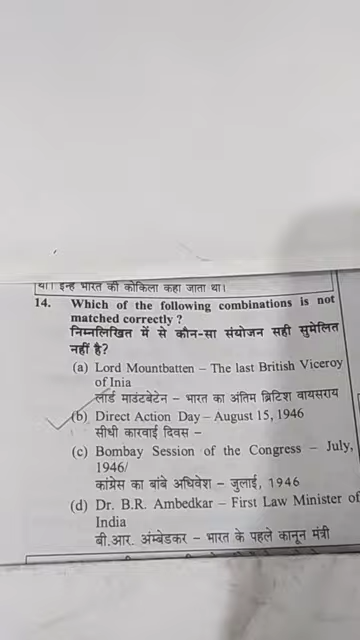 था। इन्हें भारत की कोकिला कहा जाता था।
14. Which of the following combinations is not
matched correctly ?
निम्नलिखित में से कौन-सा संयोजन सही सुमेलित
नहीं है?
(a) Lord Mountbatten – The last British Viceroy
of Inia
लॉर्ड माउंटबेटेन – भारत का अंतिम ब्रिटिश वायसराय
(b) Direct Action Day – August 15, 1946
सीधी कारवाई दिवस –
(c) Bombay Session of the Congress – July,
1946/
कांग्रेस का बांबे अधिवेश – जुलाई, 1946
(d) Dr. B.R. Ambedkar – First Law Minister of
India
बी.आर. अंम्बेडकर – भारत के पहले कानून मंत्री